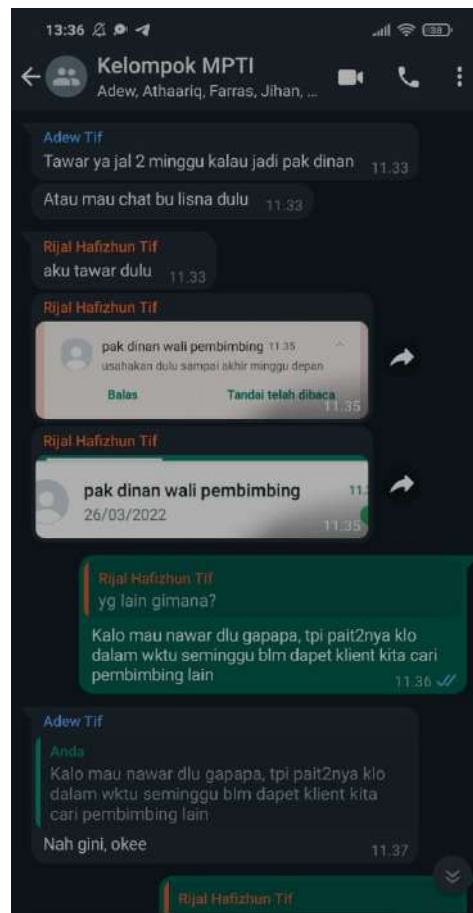 13:36
38
Kelompok MPTI
Adew, Athaariq, Farras, Jihan, ...
Adew Tif
Tawar ya jal 2 minggu kalau jadi pak dinan 11.33
Atau mau chat bu lisna dulu 11.33
Rijal Hafizhun Tif
aku tawar dulu 11.33
Rijal Hafizhun Tif
pak dinan wali pembimbing 11.35
usahakan dulu sampai akhir minggu depan
Balas Tandai telah dibaca
11.35
Rijal Hafizhun Tif
pak dinan wali pembimbing 11.
26/03/2022
11.35
Rijal Hafizhun Tif
yg lain gimana?
Kalo mau nawar dlu gapapa, tpi pait2nya klo
dalam wktu seminggu blm dapet klient kita cari
pembimbing lain
11.36
Adew Tif
Anda
Kalo mau nawar dlu gapapa, tpi pait2nya klo
dalam wktu seminggu blm dapet klient kita
cari pembimbing lain
Nah gini, okee 11.37
Rijal Hafizhun Tif